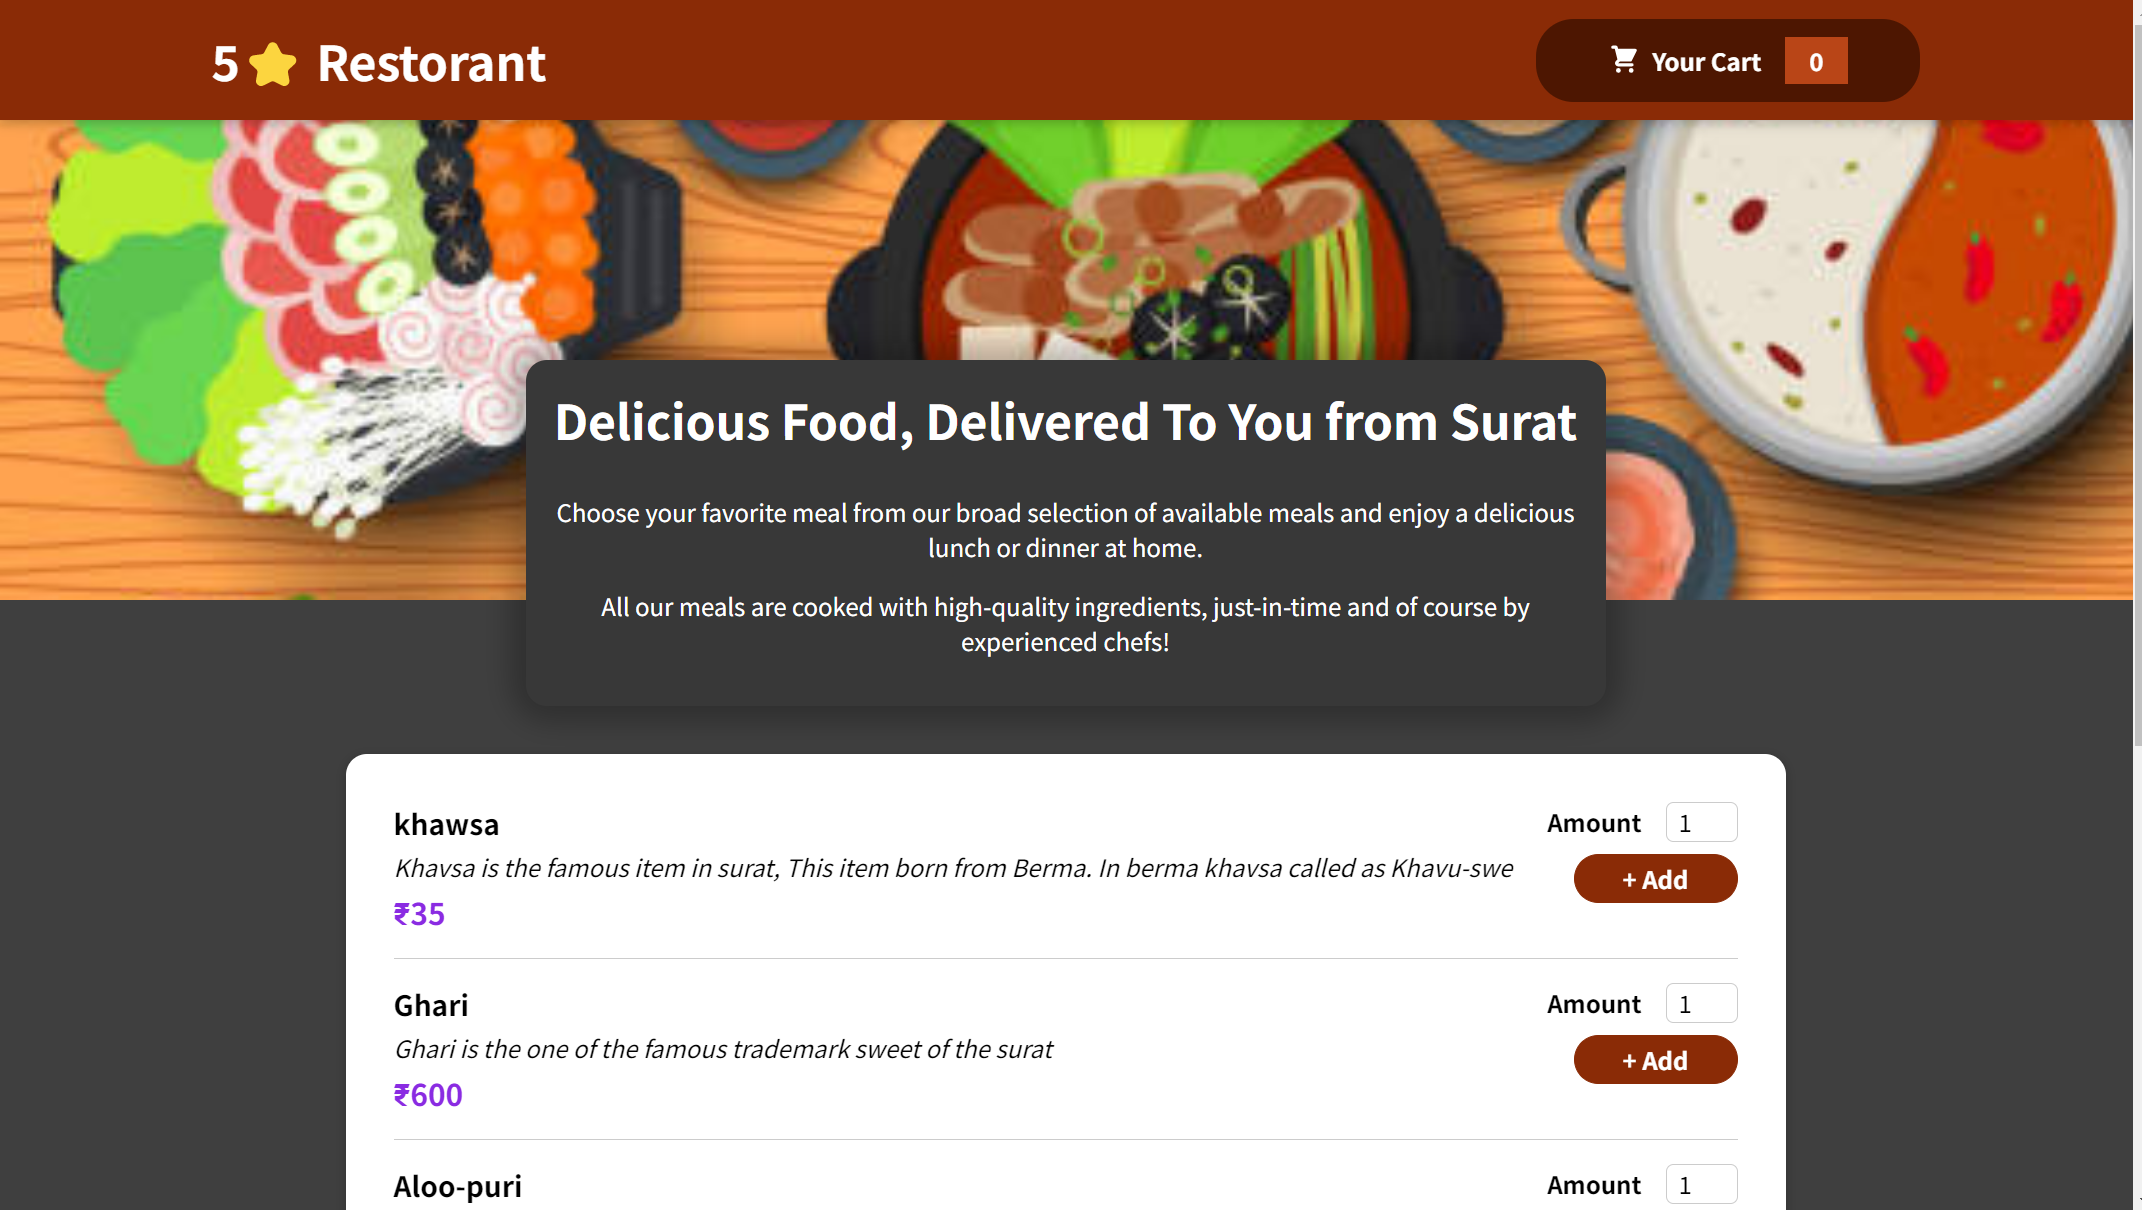 5⭐ Restorant
Your Cart 0
Delicious Food, Delivered To You from Surat
Choose your favorite meal from our broad selection of available meals and enjoy a delicious
lunch or dinner at home.
All our meals are cooked with high-quality ingredients, just-in-time and of course by
experienced chefs!
khawsa
Khavsa is the famous item in surat, This item born from Berma. In berma khavsa called as Khavu-swe
₹35
Amount 1
+ Add
Ghari
Ghari is the one of the famous trademark sweet of the surat
₹600
Amount 1
+ Add
Aloo-puri
Amount 1